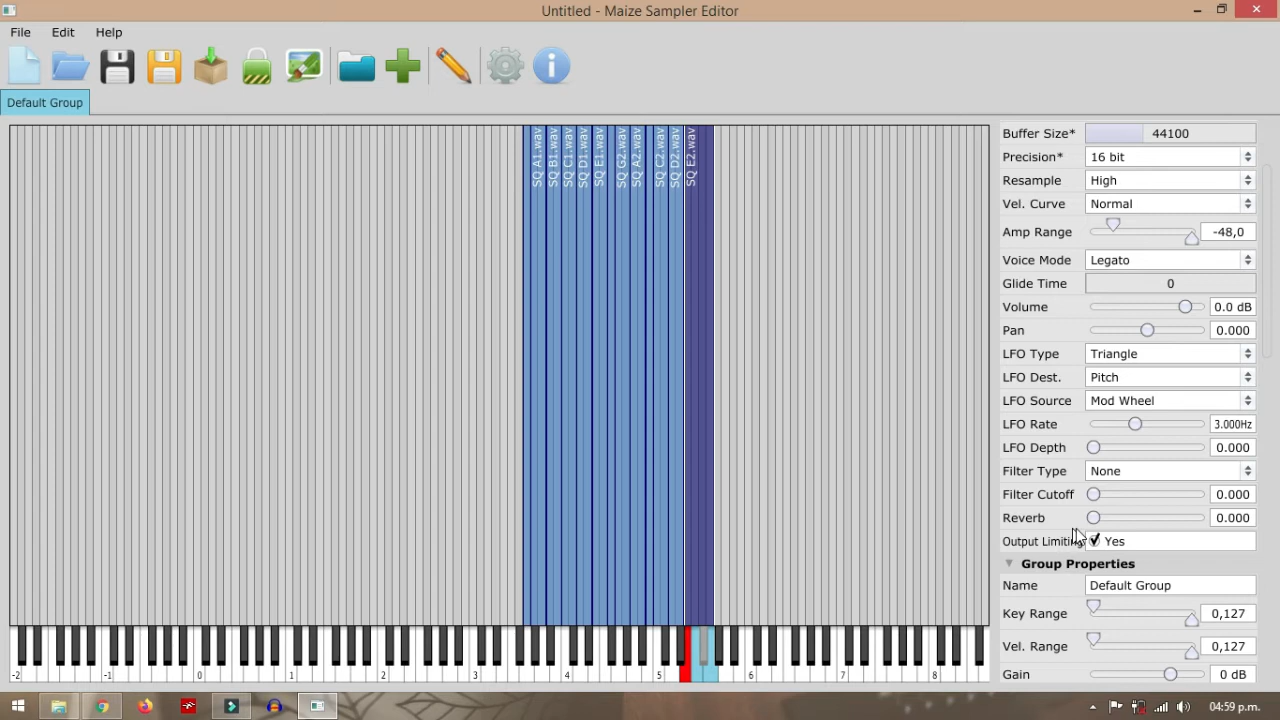 Untitled - Maize Sampler Editor
File Edit Help
Default Group
SQ A1.wav
SQ B1.wav
SQ C1.wav
SQ D1.wav
SQ E1.wav
SQ G2.wav
SQ A2.wav
SQ C2.wav
SQ D2.wav
SQ E2.wav
Buffer Size* 44100
Precision* 16 bit
Resample High
Vel. Curve Normal
Amp Range -48,0
Voice Mode Legato
Glide Time 0
Volume 0.0 dB
Pan 0.000
LFO Type Triangle
LFO Dest. Pitch
LFO Source Mod Wheel
LFO Rate 3.000Hz
LFO Depth 0.000
Filter Type None
Filter Cutoff 0.000
Reverb 0.000
Output Limiti Yes
Group Properties
Name Default Group
Key Range 0,127
Vel. Range 0,127
Gain 0 dB
-2 -1 0 1 2 3 4 5 6 7 8
04:59 p.m.